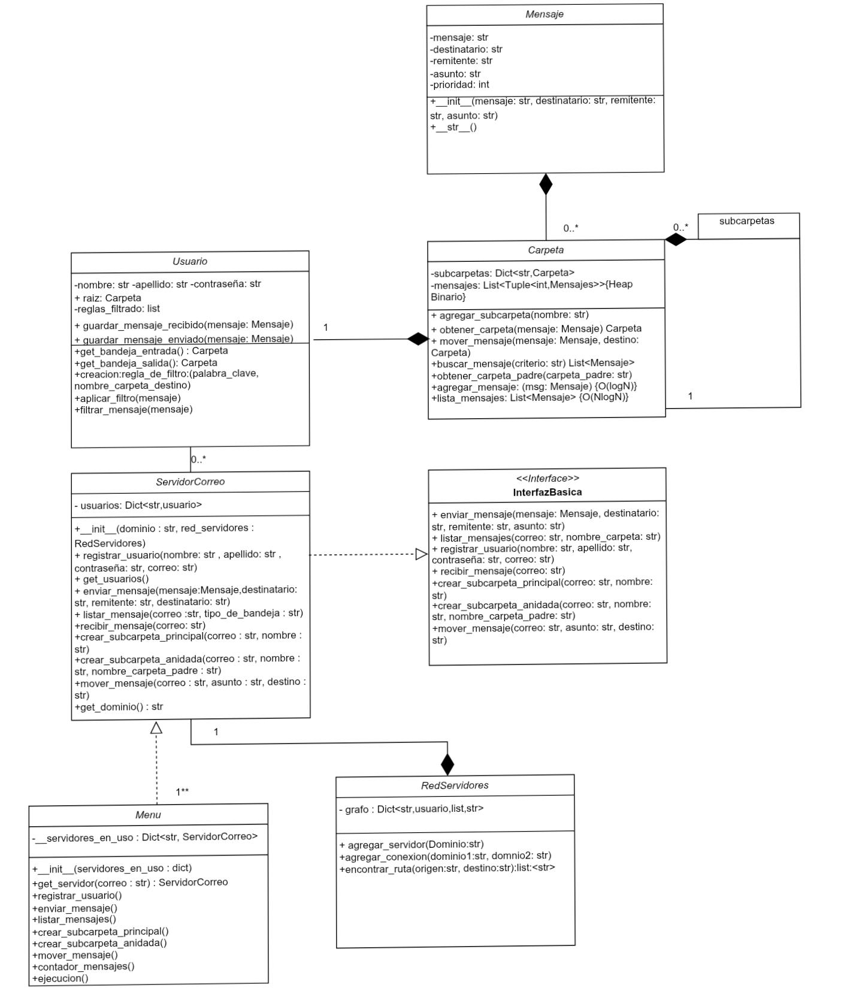 Mensaje
-mensaje: str
-destinatario: str
-remitente: str
-asunto: str
-prioridad: int
+__init__(mensaje: str, destinatario: str, remitente:
str, asunto: str)
+__str__()
0..*
0..*
subcarpetas
Carpeta
-subcarpetas: Dict<str,Carpeta>
-mensajes: List<Tuple<int,Mensajes>>{Heap
Binario}
+ agregar_subcarpeta(nombre: str)
+ obtener_carpeta(mensaje: Mensaje) Carpeta
+ mover_mensaje(mensaje: Mensaje, destino:
Carpeta)
+buscar_mensaje(criterio: str) List<Mensaje>
+obtener_carpeta_padre(carpeta_padre: str)
+agregar_mensaje: (msg: Mensaje) {O(logN)}
+lista_mensajes: List<Mensaje> {O(NlogN)}
1
Usuario
-nombre: str -apellido: str -contraseña: str
+ raiz: Carpeta
-reglas_filtrado: list
+ guardar_mensaje_recibido(mensaje: Mensaje)
+ guardar_mensaje_enviado(mensaje: Mensaje)
+get_bandeja_entrada() : Carpeta
+get_bandeja_salida(): Carpeta
+creacion:regla_de_filtro:(palabra_clave,
nombre_carpeta_destino)
+aplicar_filtro(mensaje)
+filtrar_mensaje(mensaje)
1
0..*
ServidorCorreo
- usuarios: Dict<str,usuario>
+__init__(dominio : str, red_servidores :
RedServidores)
+ registrar_usuario(nombre: str , apellido: str ,
contraseña: str, correo: str)
+ get_usuarios()
+ enviar_mensaje(mensaje:Mensaje,destinatario:
str, remitente: str, destinatario: str)
+ listar_mensaje(correo :str, tipo_de_bandeja : str)
+recibir_mensaje(correo: str)
+crear_subcarpeta_principal(correo : str, nombre :
str)
+crear_subcarpeta_anidada(correo : str, nombre :
str, nombre_carpeta_padre : str)
+mover_mensaje(correo : str, asunto : str, destino :
str)
+get_dominio() : str
<<Interface>>
InterfazBasica
+ enviar_mensaje(mensaje: Mensaje, destinatario:
str, remitente: str, asunto: str)
+ listar_mensajes(correo: str, nombre_carpeta: str)
+ registrar_usuario(nombre: str, apellido: str,
contraseña: str, correo: str)
+ recibir_mensaje(correo: str)
+crear_subcarpeta_principal(correo: str, nombre:
str)
+crear_subcarpeta_anidada(correo: str, nombre:
str, nombre_carpeta_padre: str)
+mover_mensaje(correo: str, asunto: str, destino:
str)
1
1**
Menu
-__servidores_en_uso : Dict<str, ServidorCorreo>
+__init__(servidores_en_uso : dict)
+get_servidor(correo : str) : ServidorCorreo
+registrar_usuario()
+enviar_mensaje()
+listar_mensajes()
+crear_subcarpeta_principal()
+crear_subcarpeta_anidada()
+mover_mensaje()
+contador_mensajes()
+ejecucion()
RedServidores
- grafo : Dict<str,usuario,list,str>
+ agregar_servidor(Dominio:str)
+agregar_conexion(dominio1:str, domnio2: str)
+encontrar_ruta(origen:str, destino:str):list:<str>